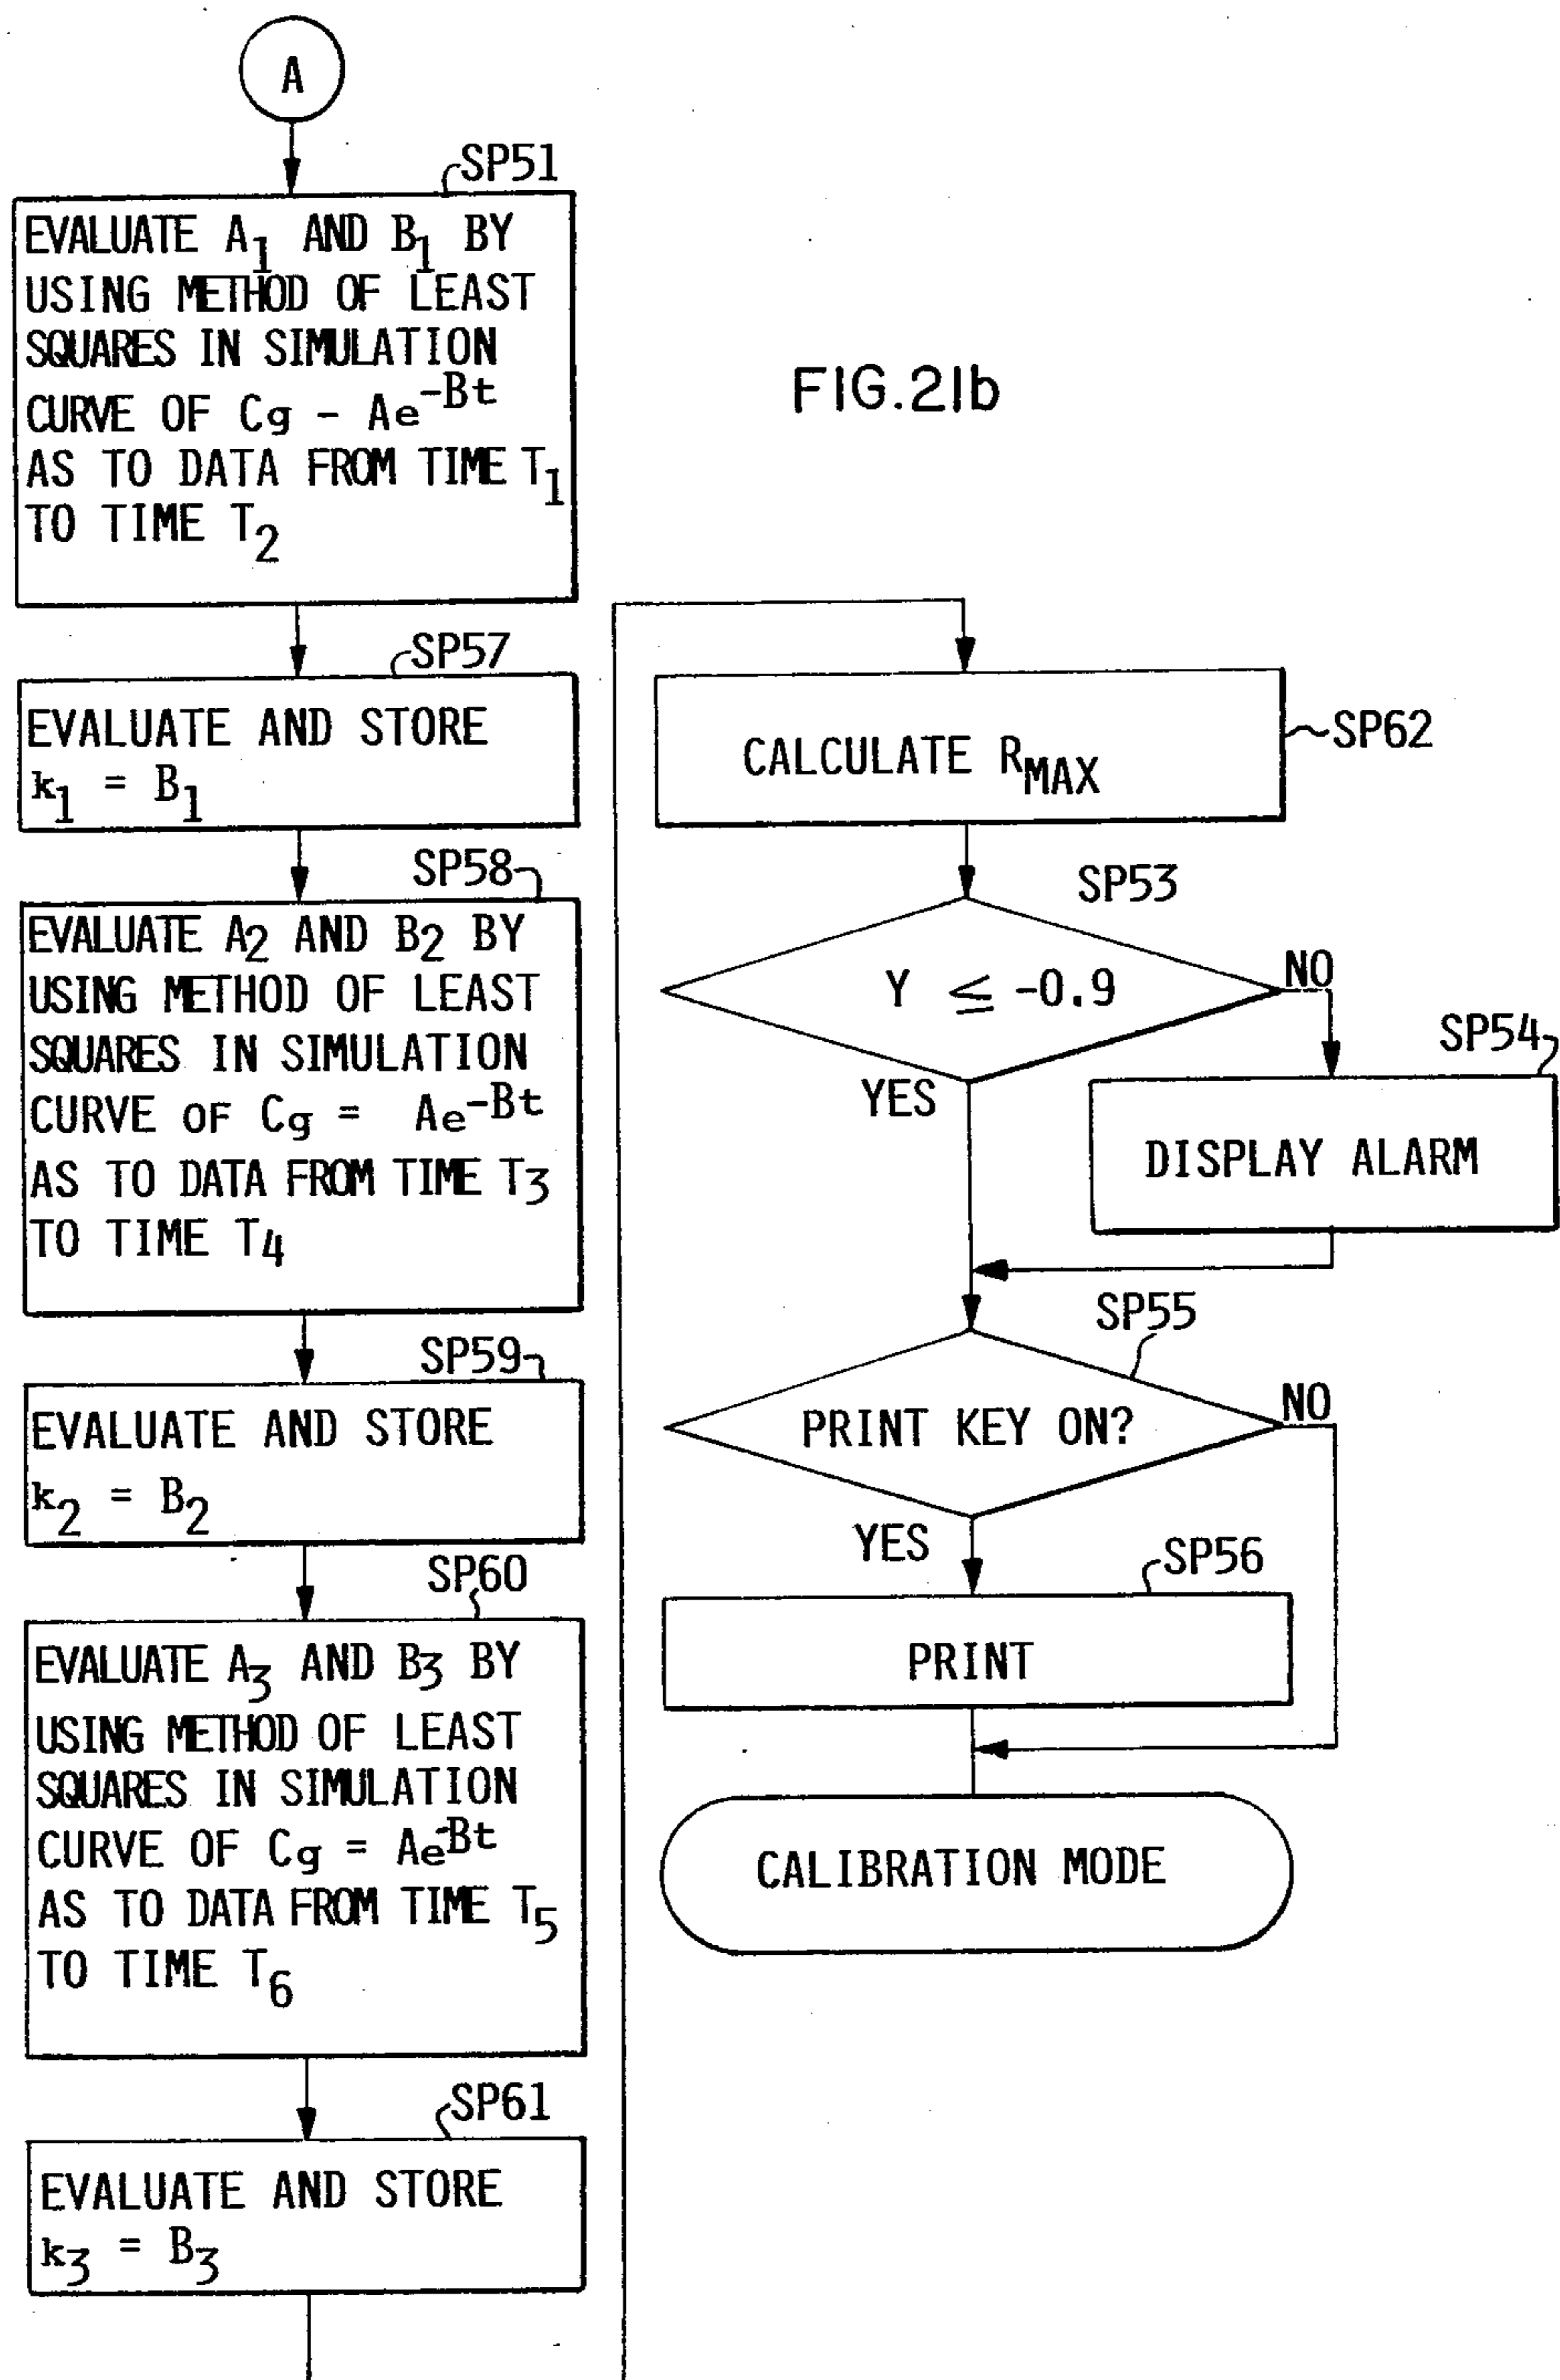 A
SP51
EVALUATE A₁ AND B₁ BY
USING METHOD OF LEAST
SQUARES IN SIMULATION
CURVE OF Cg - Ae⁻ᴮᵗ
AS TO DATA FROM TIME T₁
TO TIME T₂
SP57
EVALUATE AND STORE
k₁ = B₁
SP58
EVALUATE A₂ AND B₂ BY
USING METHOD OF LEAST
SQUARES IN SIMULATION
CURVE OF Cg = Ae⁻ᴮᵗ
AS TO DATA FROM TIME T₃
TO TIME T₄
SP59
EVALUATE AND STORE
k₂ = B₂
SP60
EVALUATE A₃ AND B₃ BY
USING METHOD OF LEAST
SQUARES IN SIMULATION
CURVE OF Cg = Ae⁻ᴮᵗ
AS TO DATA FROM TIME T₅
TO TIME T₆
SP61
EVALUATE AND STORE
k₃ = B₃
FIG.21b
SP62
CALCULATE RMAX
SP53
Y ≦ -0.9
NO
YES
SP54
DISPLAY ALARM
SP55
PRINT KEY ON?
NO
YES
SP56
PRINT
CALIBRATION MODE